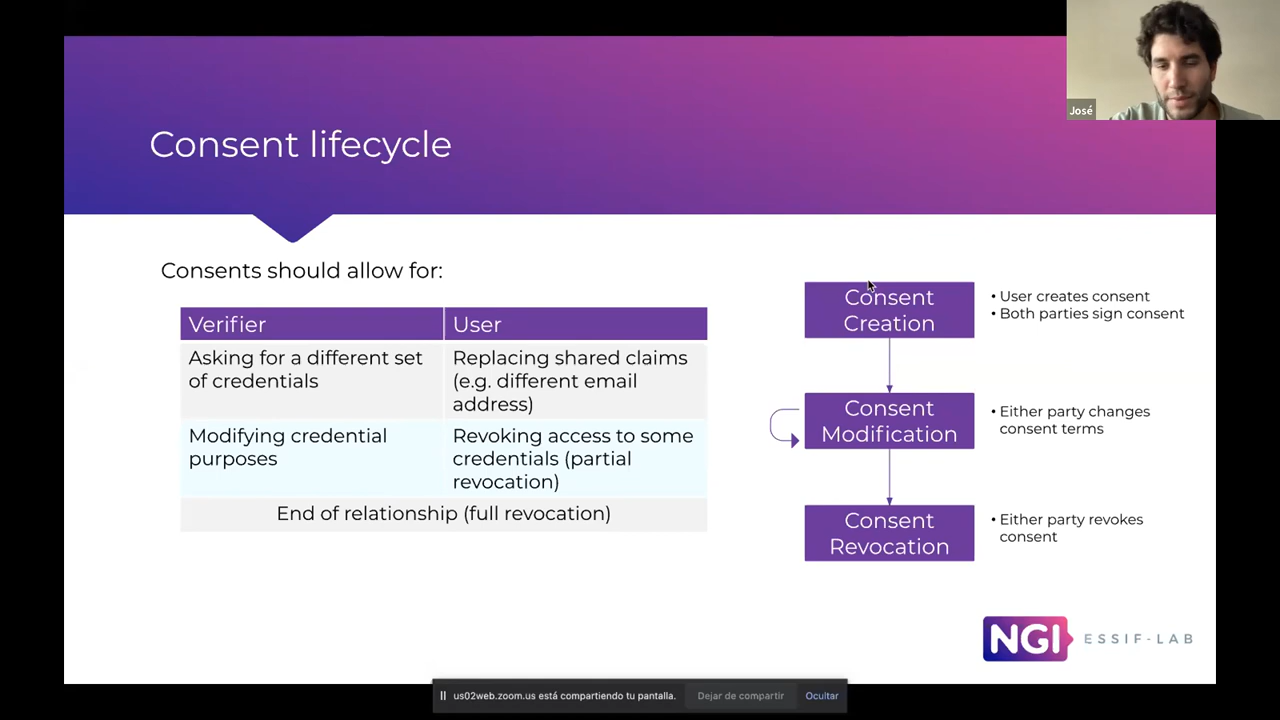 José
Consent lifecycle
Consents should allow for:
Verifier
User
Asking for a different set
of credentials
Replacing shared claims
(e.g. different email
address)
Modifying credential
purposes
Revoking access to some
credentials (partial
revocation)
End of relationship (full revocation)
Consent
Creation
• User creates consent
• Both parties sign consent
Consent
Modification
• Either party changes
consent terms
Consent
Revocation
• Either party revokes
consent
NGI
ESSIF-LAB
us02web.zoom.us está compartiendo tu pantalla.
Dejar de compartir
Ocultar